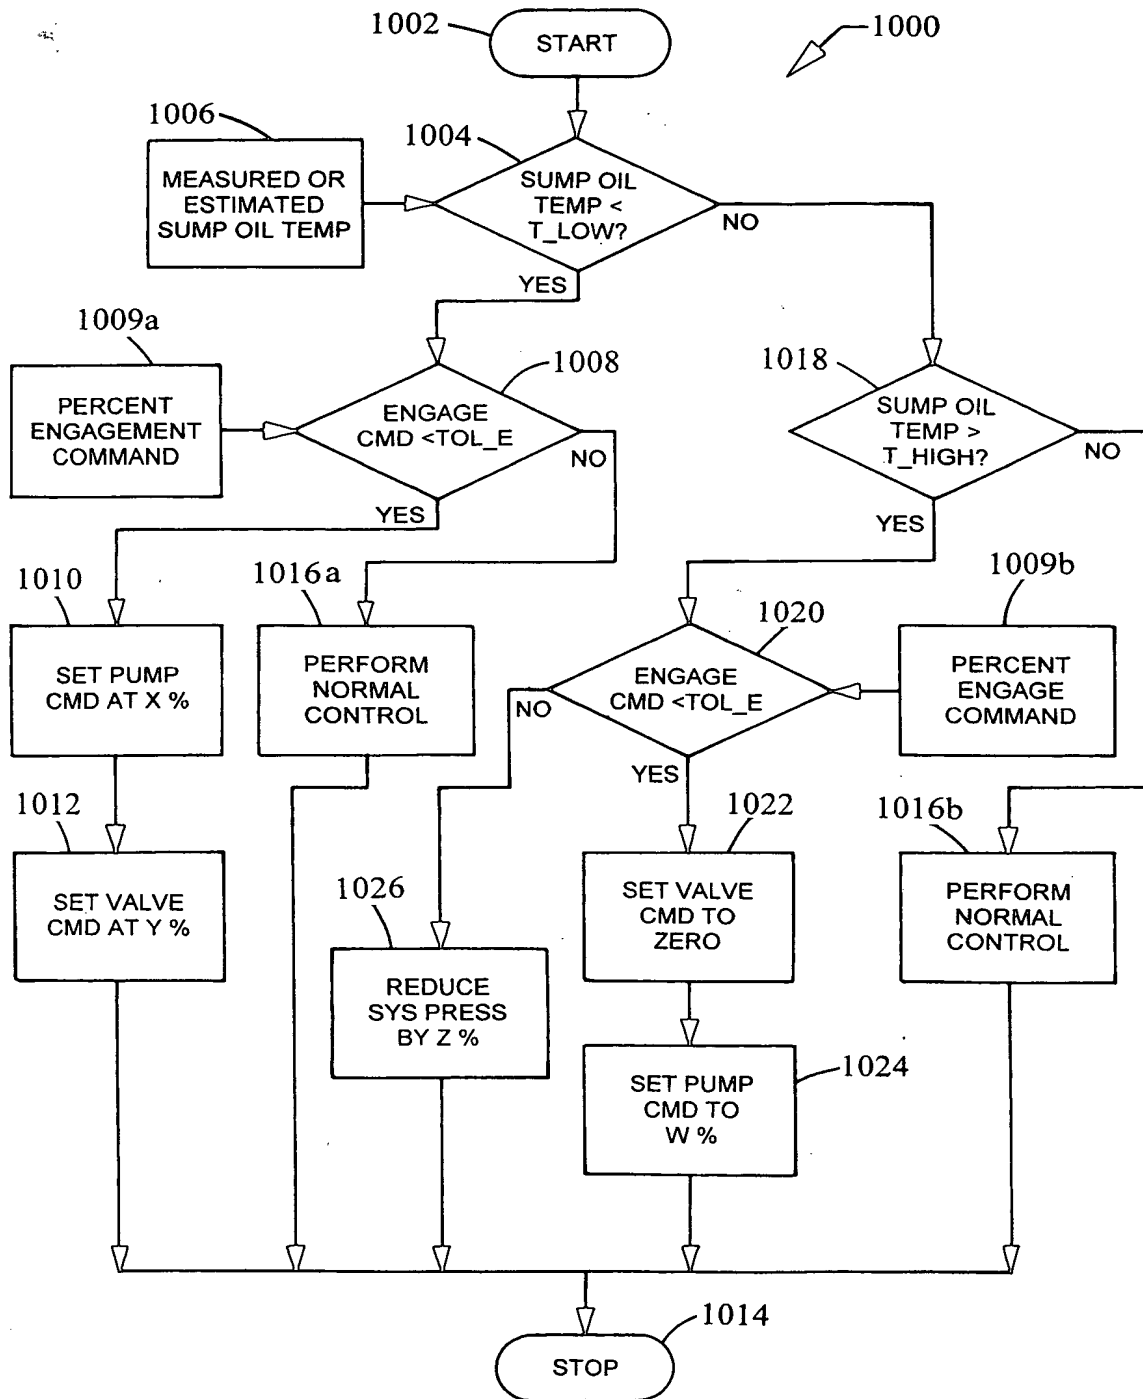 1002
START
1000
1006
1004
MEASURED OR
ESTIMATED
SUMP OIL TEMP
SUMP OIL
TEMP <
T_LOW?
NO
YES
1009a
1008
1018
PERCENT
ENGAGEMENT
COMMAND
ENGAGE
CMD <TOL_E
NO
YES
SUMP OIL
TEMP >
T_HIGH?
NO
YES
1010
1016a
1020
1009b
SET PUMP
CMD AT X %
PERFORM
NORMAL
CONTROL
ENGAGE
CMD <TOL_E
NO
YES
PERCENT
ENGAGE
COMMAND
1012
1022
1016b
SET VALVE
CMD AT Y %
1026
REDUCE
SYS PRESS
BY Z %
SET VALVE
CMD TO
ZERO
PERFORM
NORMAL
CONTROL
1024
SET PUMP
CMD TO
W %
1014
STOP